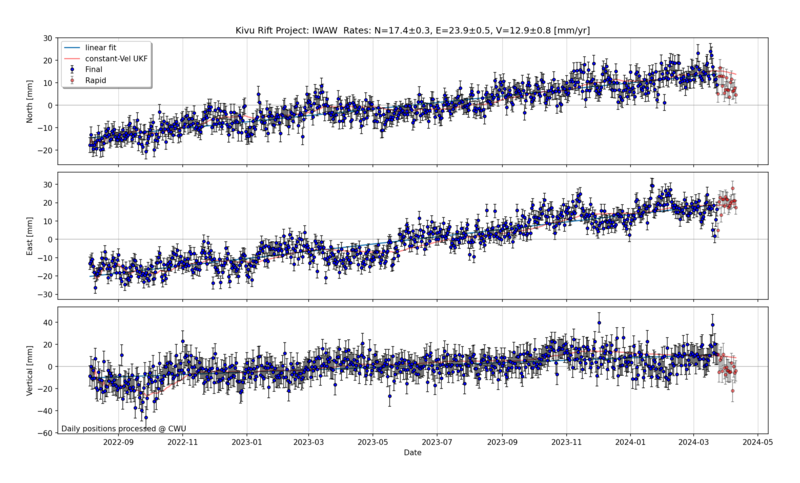 Kivu Rift Project: IWAW Rates: N=17.4±0.3, E=23.9±0.5, V=12.9±0.8 [mm/yr]
linear fit
constant-Vel UKF
Final
Rapid
North [mm]
30
20
10
0
−10
−20
East [mm]
30
20
10
0
−10
−20
−30
Vertical [mm]
40
20
0
−20
−40
−60
Daily positions processed @ CWU
2022-09 2022-11 2023-01 2023-03 2023-05 2023-07 2023-09 2023-11 2024-01 2024-03 2024-05
Date